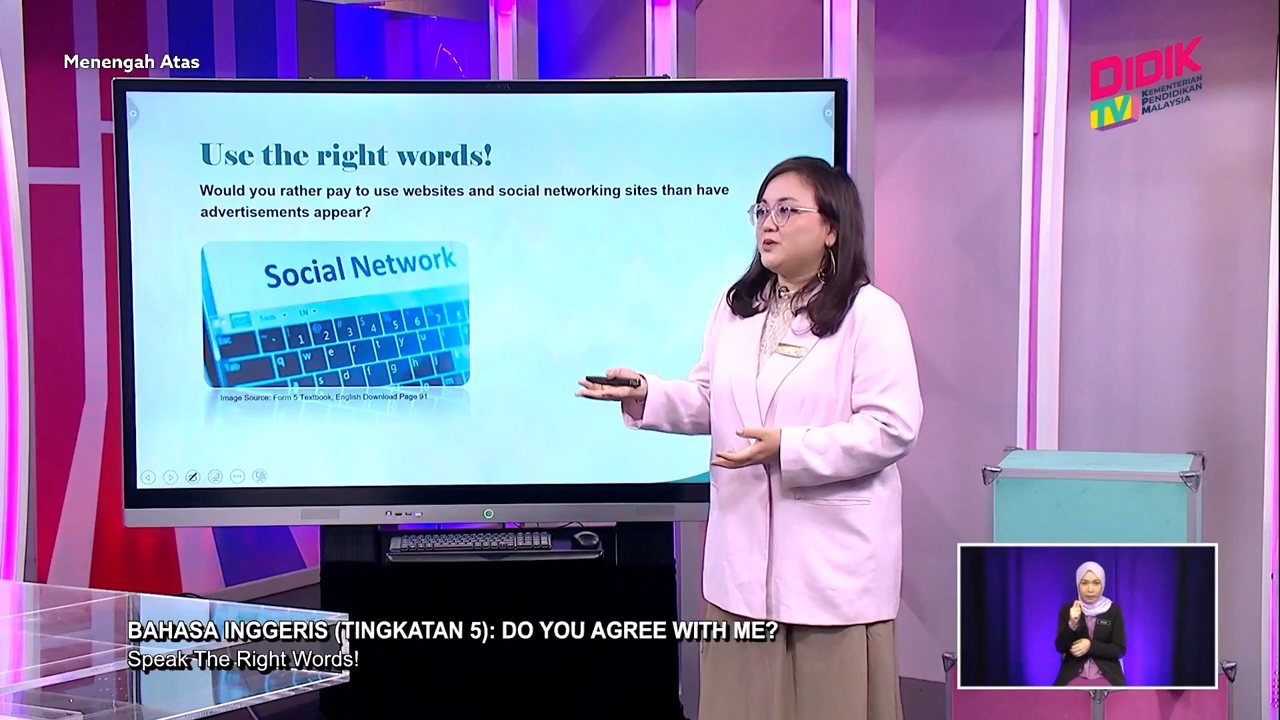 Menengah Atas
DIDIK
TV
KEMENTERIAN
PENDIDIKAN
MALAYSIA
Use the right words!
Would you rather pay to use websites and social networking sites than have
advertisements appear?
Social Network
Image Source: Form 5 Textbook, English Download Page 91
BAHASA INGGERIS (TINGKATAN 5): DO YOU AGREE WITH ME?
Speak The Right Words!